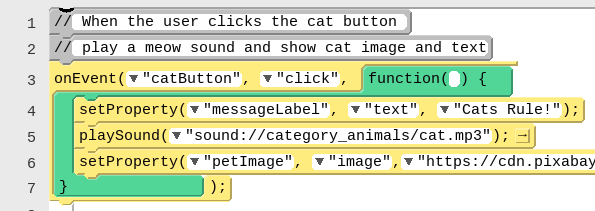 1 // When the user clicks the cat button
2 // play a meow sound and show cat image and text
3 onEvent( ▼"catButton", ▼"click", function( ) {
4 setProperty( ▼"messageLabel", ▼"text", ▼"Cats Rule!");
5 playSound( ▼"sound://category_animals/cat.mp3"); →
6 setProperty( ▼"petImage", ▼"image", ▼"https://cdn.pixabay
7 } );